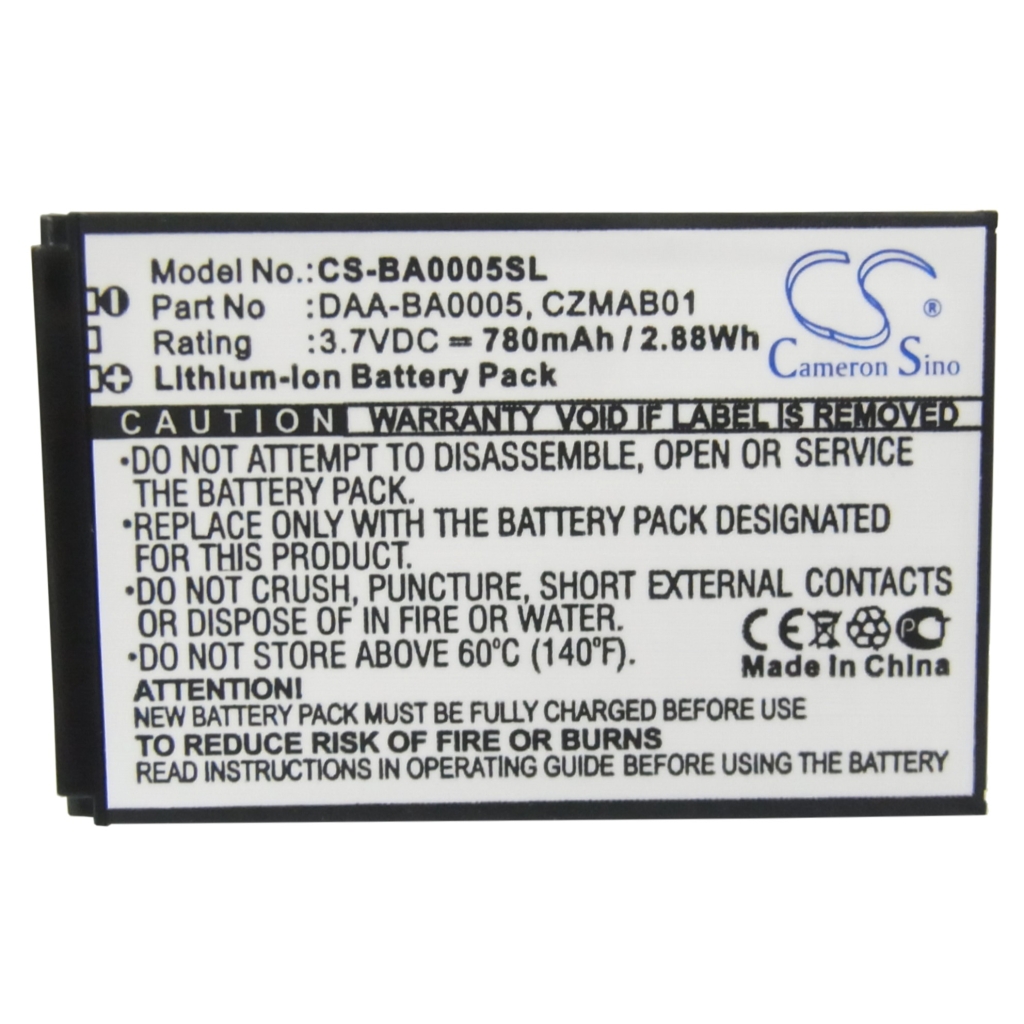 Model No.: CS-BA0005SL
Part No : DAA-BA0005, CZMAB01
Rating : 3.7VDC = 780mAh / 2.88Wh
Lithium-Ion Battery Pack
CS ®
Cameron Sino
CAUTION WARRANTY VOID IF LABEL IS REMOVED
•DO NOT ATTEMPT TO DISASSEMBLE, OPEN OR SERVICE
THE BATTERY PACK.
•REPLACE ONLY WITH THE BATTERY PACK DESIGNATED
FOR THIS PRODUCT.
•DO NOT CRUSH, PUNCTURE, SHORT EXTERNAL CONTACTS
OR DISPOSE OF IN FIRE OR WATER.
•DO NOT STORE ABOVE 60°C (140°F).
CE
Made In China
ATTENTION!
NEW BATTERY PACK MUST BE FULLY CHARGED BEFORE USE
TO REDUCE RISK OF FIRE OR BURNS
READ INSTRUCTIONS IN OPERATING GUIDE BEFORE USING THE BATTERY